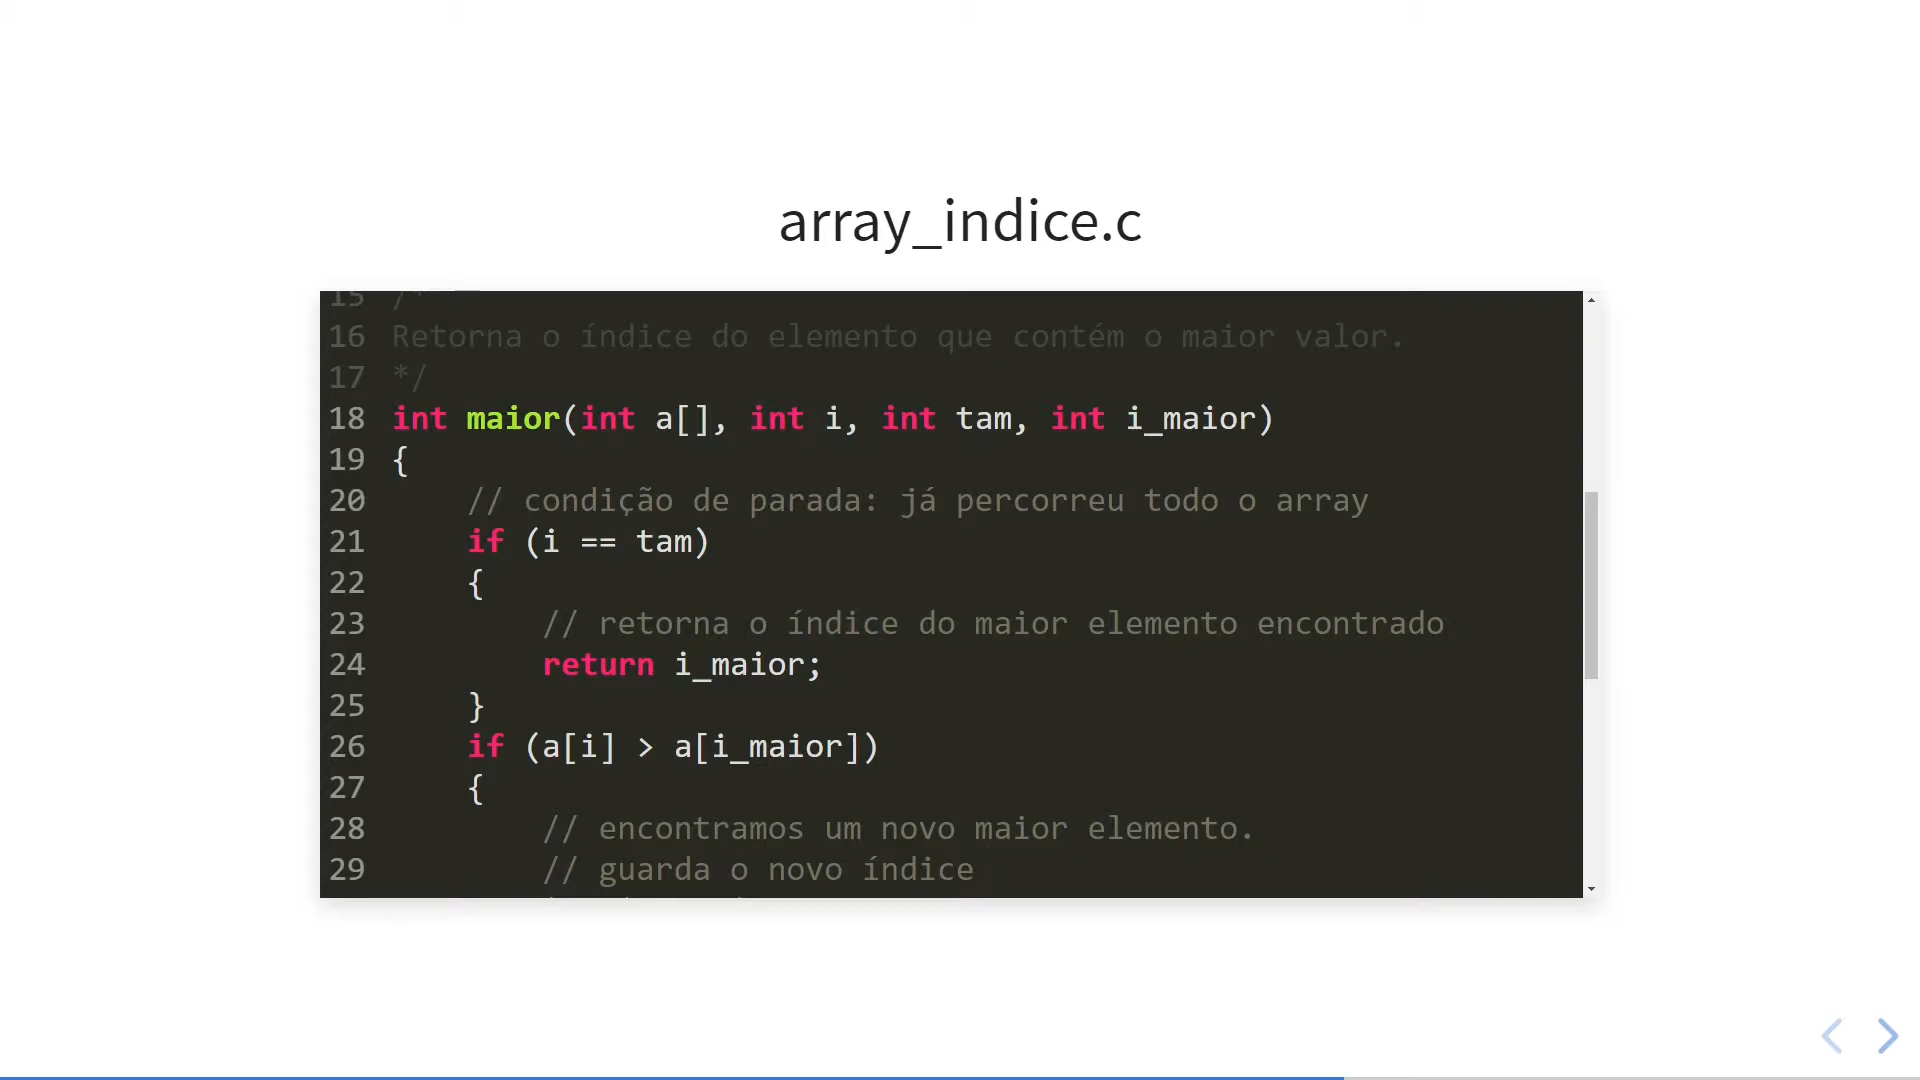 array_indice.c
15 /*
16 Retorna o índice do elemento que contém o maior valor.
17 */
18 int maior(int a[], int i, int tam, int i_maior)
19 {
20     // condição de parada: já percorreu todo o array
21     if (i == tam)
22     {
23         // retorna o índice do maior elemento encontrado
24         return i_maior;
25     }
26     if (a[i] > a[i_maior])
27     {
28         // encontramos um novo maior elemento.
29         // guarda o novo índice